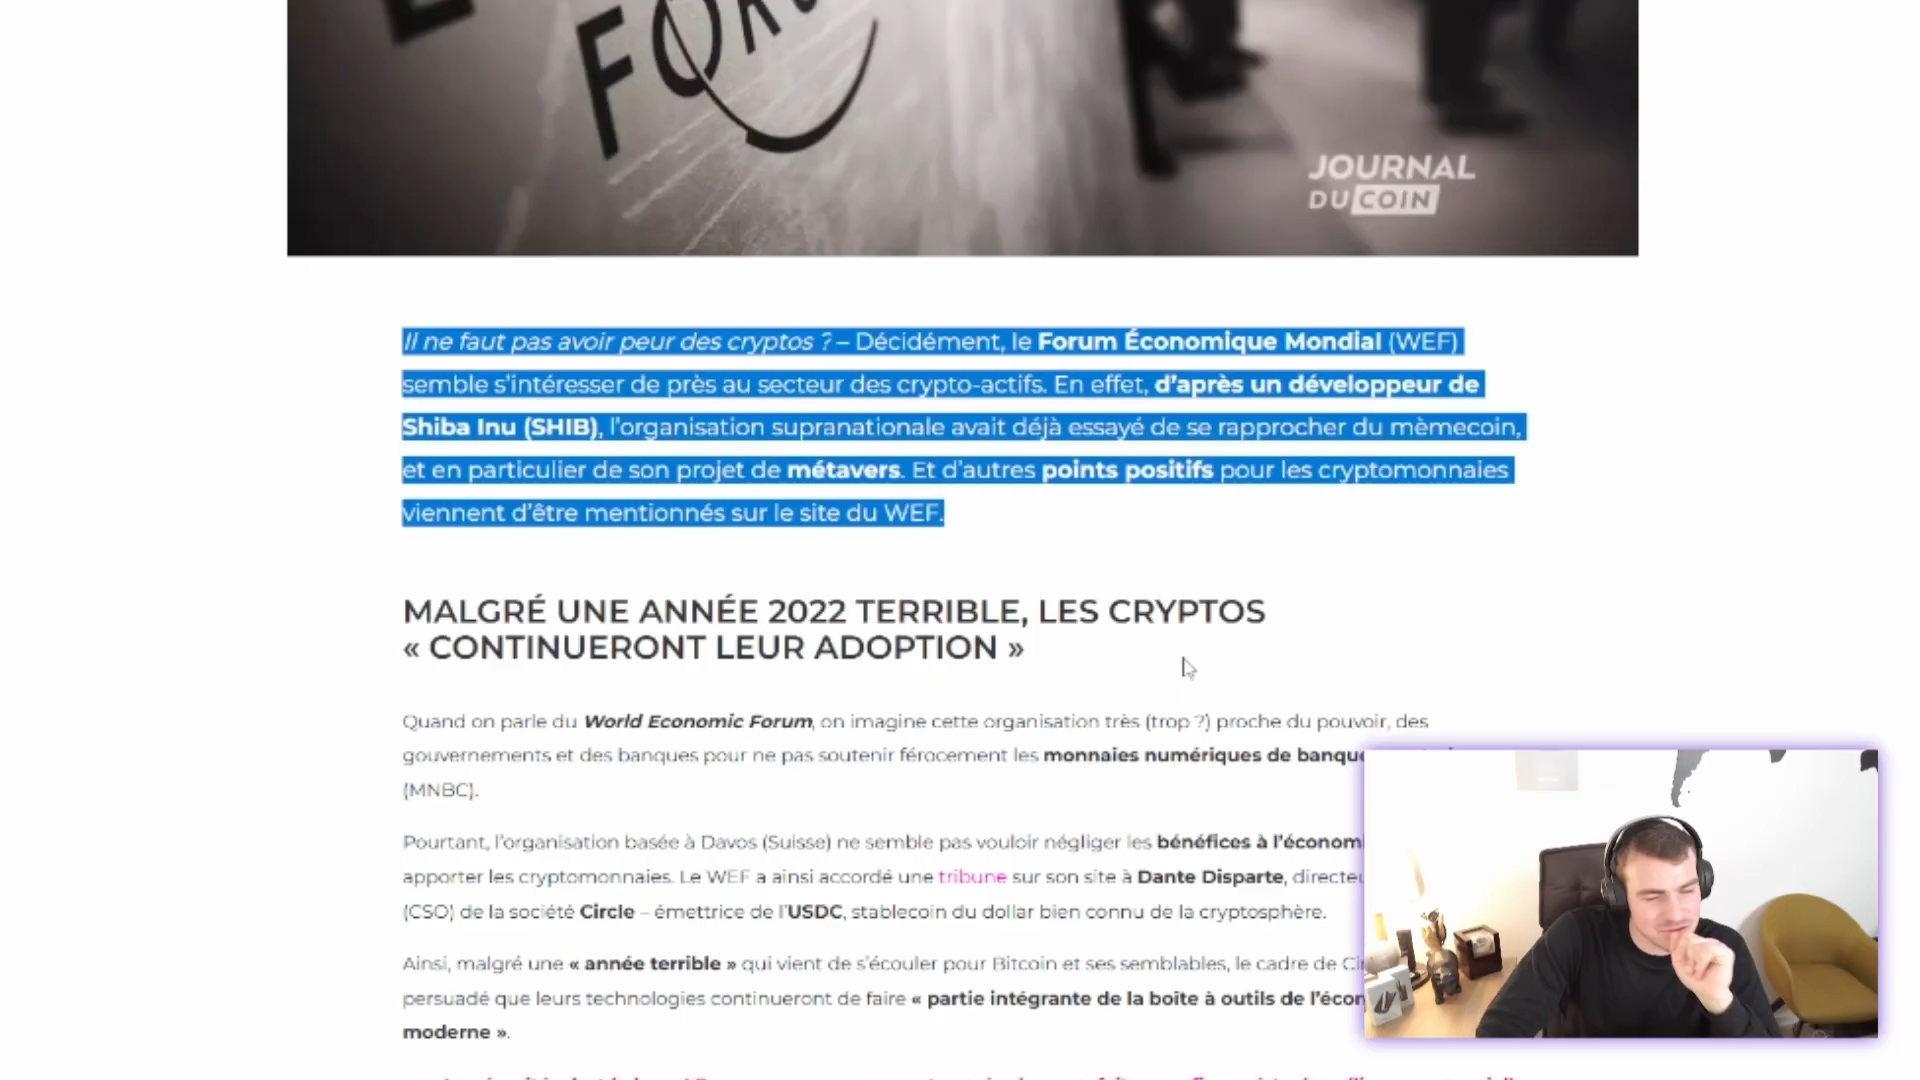 FORU
JOURNAL
DU COIN
Il ne faut pas avoir peur des cryptos ? – Décidément, le Forum Économique Mondial (WEF)
semble s'intéresser de près au secteur des crypto-actifs. En effet, d'après un développeur de
Shiba Inu (SHIB), l'organisation supranationale avait déjà essayé de se rapprocher du mèmecoin,
et en particulier de son projet de métavers. Et d'autres points positifs pour les cryptomonnaies
viennent d'être mentionnés sur le site du WEF.
MALGRÉ UNE ANNÉE 2022 TERRIBLE, LES CRYPTOS
« CONTINUERONT LEUR ADOPTION »
Quand on parle du World Economic Forum, on imagine cette organisation très (trop ?) proche du pouvoir, des
gouvernements et des banques pour ne pas soutenir férocement les monnaies numériques de banque
(MNBC).
Pourtant, l'organisation basée à Davos (Suisse) ne semble pas vouloir négliger les bénéfices à l'économi
apporter les cryptomonnaies. Le WEF a ainsi accordé une tribune sur son site à Dante Disparte, directeu
(CSO) de la société Circle – émettrice de l'USDC, stablecoin du dollar bien connu de la cryptosphère.
Ainsi, malgré une « année terrible » qui vient de s'écouler pour Bitcoin et ses semblables, le cadre de Ci
persuadé que leurs technologies continueront de faire « partie intégrante de la boîte à outils de l'écon
moderne ».